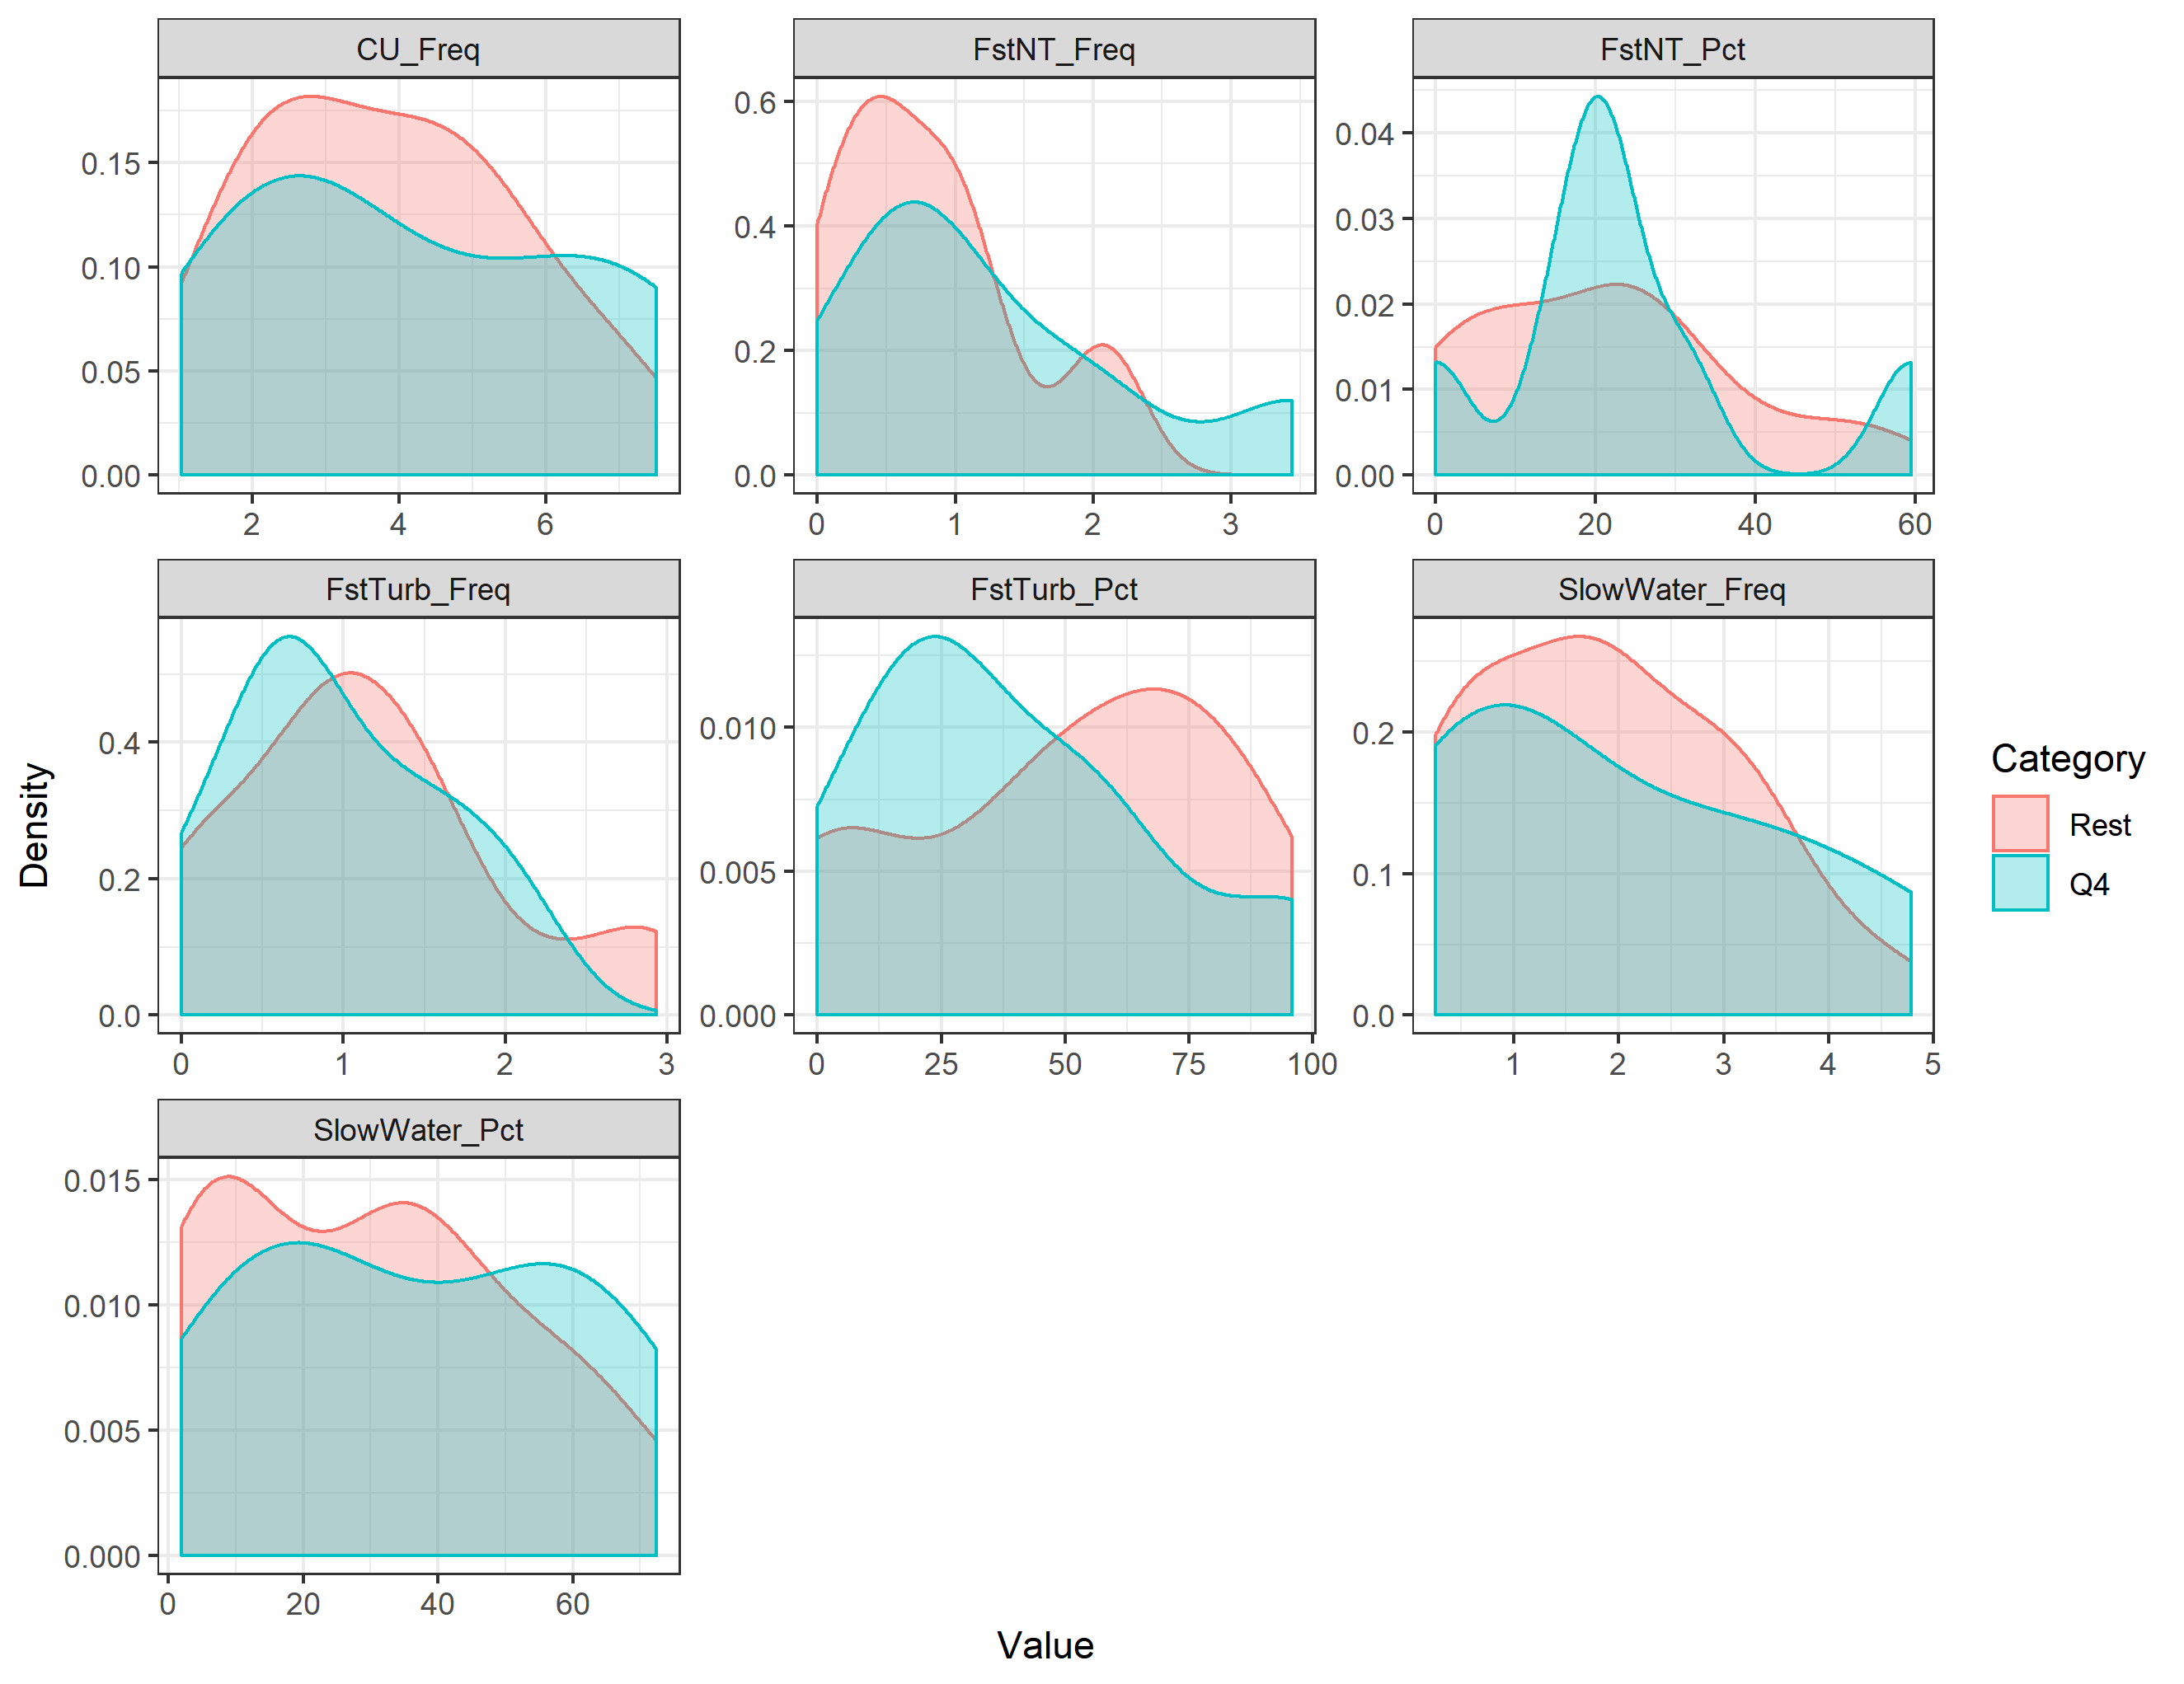 CU_Freq
FstNT_Freq
FstNT_Pct
0.15
0.10
0.05
0.00
2 4 6
0.6
0.4
0.2
0.0
0 1 2 3
0.04
0.03
0.02
0.01
0.00
0 20 40 60
FstTurb_Freq
FstTurb_Pct
SlowWater_Freq
0.4
0.2
0.0
0 1 2 3
0.010
0.005
0.000
0 25 50 75 100
0.2
0.1
0.0
1 2 3 4 5
SlowWater_Pct
0.015
0.010
0.005
0.000
0 20 40 60
Density
Value
Category
Rest
Q4